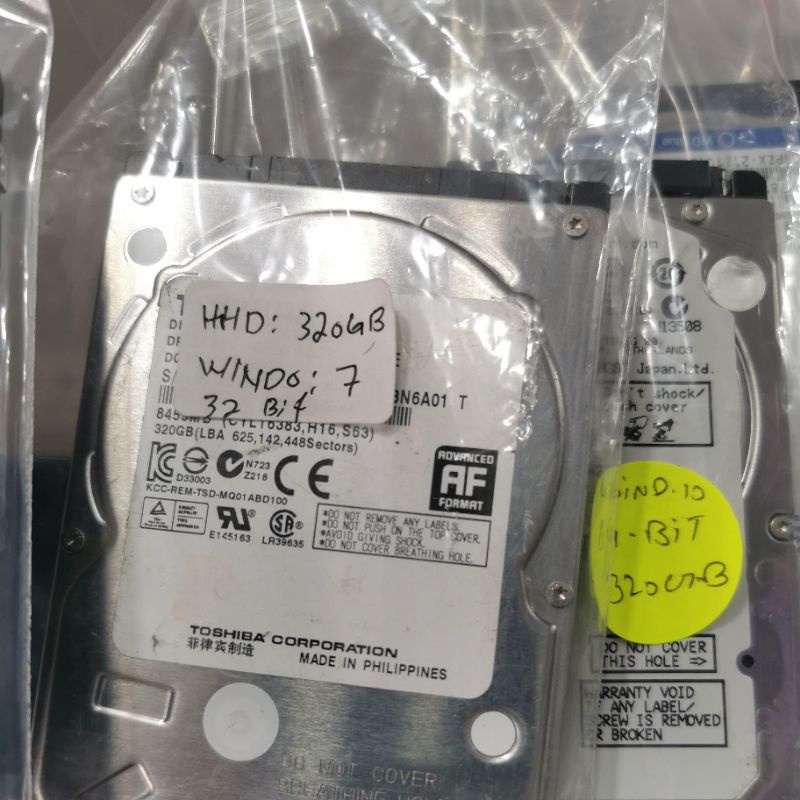 HHD: 320GB
WINDO: 7
32 Bit
BN6A01 T
320GB(LBA 625,142,448Sectors)
D33003
N723
Z218
CE
KCC-REM-TSD-MQ01ABD100
ADVANCED
AF
FORMAT
E145163
LR39635
*DO NOT REMOVE ANY LABELS.
*DO NOT PUSH ON THE TOP COVER.
*AVOID GIVING SHOCK.
*DO NOT COVER BREATHING HOLE.
TOSHIBA CORPORATION
菲律宾制造
MADE IN PHILIPPINES
DO NOT COVER
BREATHING HOLE
WD Blue
Japan, Ltd.
WIND.10
64-BiT
320GB
DO NOT COVER
THIS HOLE =>
WARRANTY VOID
IF ANY LABEL/
SCREW IS REMOVED
OR BROKEN